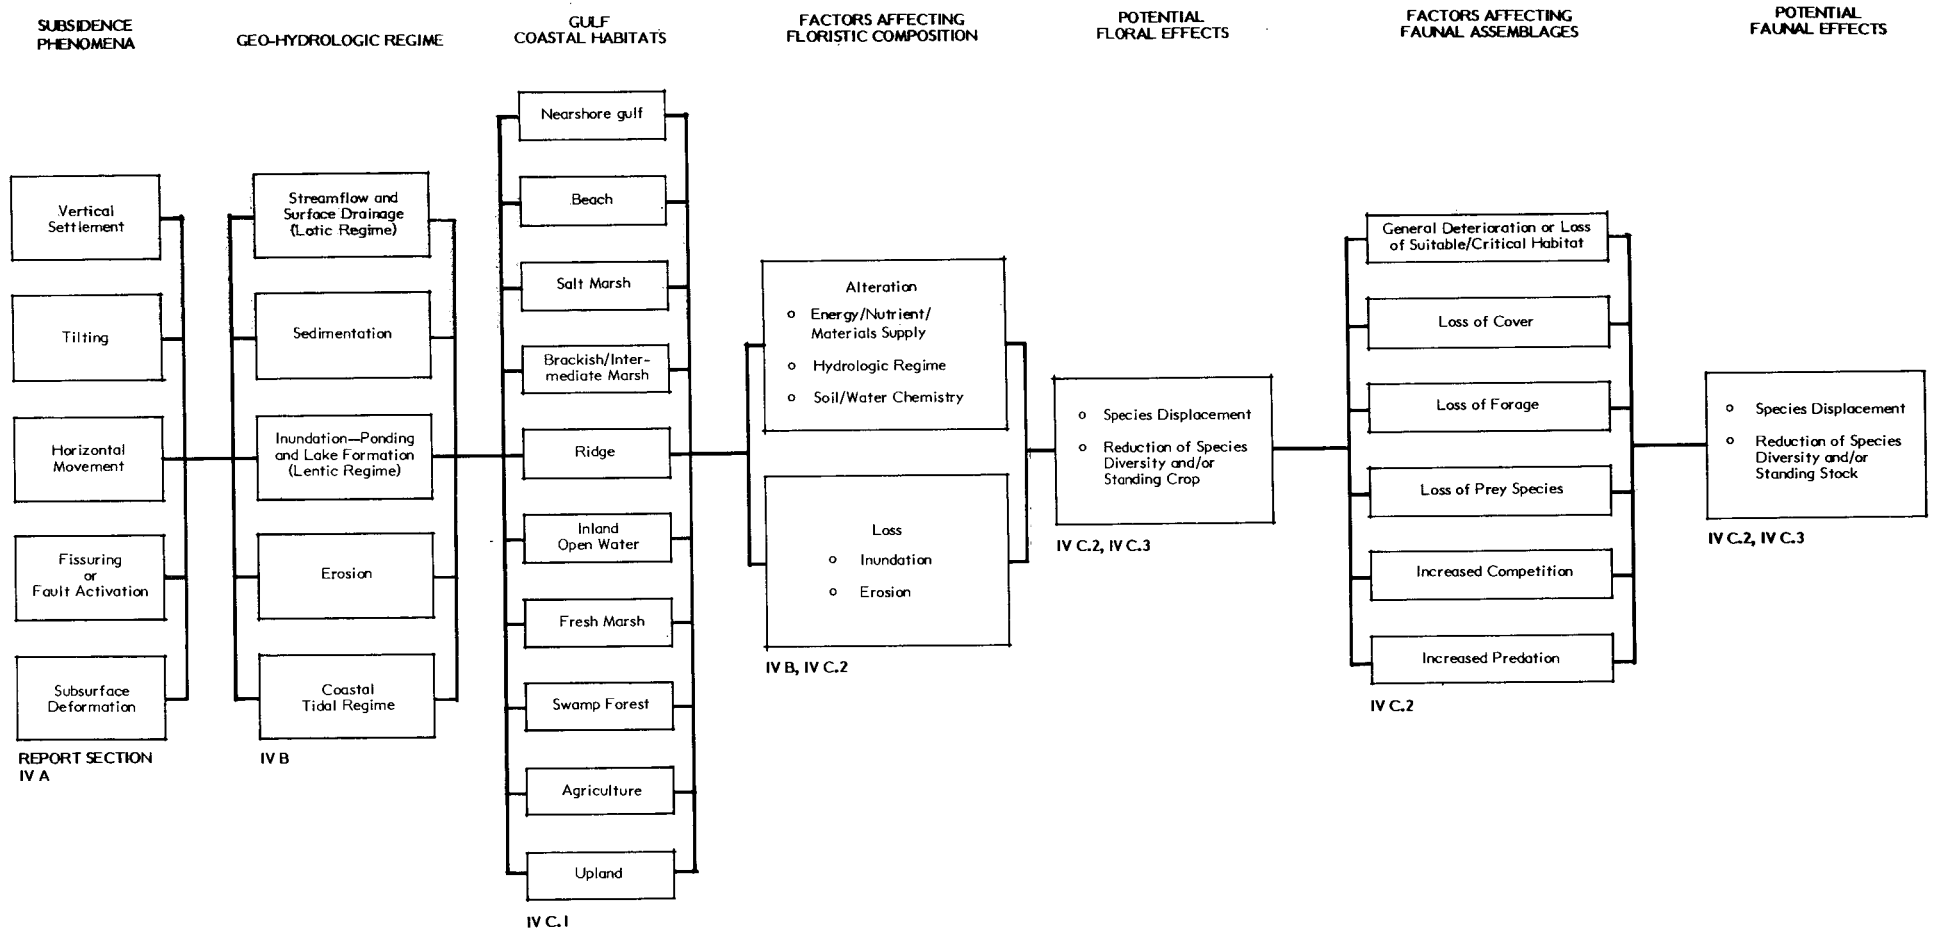 SUBSIDENCE
PHENOMENA
GEO-HYDROLOGIC REGIME
GULF
COASTAL HABITATS
FACTORS AFFECTING
FLORISTIC COMPOSITION
POTENTIAL
FLORAL EFFECTS
FACTORS AFFECTING
FAUNAL ASSEMBLAGES
POTENTIAL
FAUNAL EFFECTS
Vertical
Settlement
Tilting
Horizontal
Movement
Fissuring
or
Fault Activation
Subsurface
Deformation
REPORT SECTION
IV A
Streamflow and
Surface Drainage
(Lotic Regime)
Sedimentation
Inundation—Ponding
and Lake Formation
(Lentic Regime)
Erosion
Coastal
Tidal Regime
IV B
Nearshore gulf
Beach
Salt Marsh
Brackish/Inter-
mediate Marsh
Ridge
Inland
Open Water
Fresh Marsh
Swamp Forest
Agriculture
Upland
IV C.1
Alteration
o Energy/Nutrient/
Materials Supply
o Hydrologic Regime
o Soil/Water Chemistry
Loss
o Inundation
o Erosion
IV B, IV C.2
o Species Displacement
o Reduction of Species
Diversity and/or
Standing Crop
IV C.2, IV C.3
General Deterioration or Loss
of Suitable/Critical Habitat
Loss of Cover
Loss of Forage
Loss of Prey Species
Increased Competition
Increased Predation
IV C.2
o Species Displacement
o Reduction of Species
Diversity and/or
Standing Stock
IV C.2, IV C.3